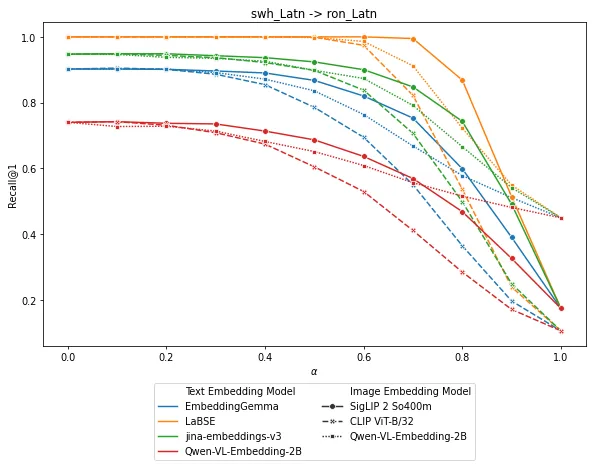 swh_Latn -> ron_Latn
Recall@1
1.0
0.8
0.6
0.4
0.2
0.0
0.2
0.4
0.6
0.8
1.0
α
Text Embedding Model
EmbeddingGemma
LaBSE
jina-embeddings-v3
Qwen-VL-Embedding-2B
Image Embedding Model
SigLIP 2 So400m
CLIP ViT-B/32
Qwen-VL-Embedding-2B